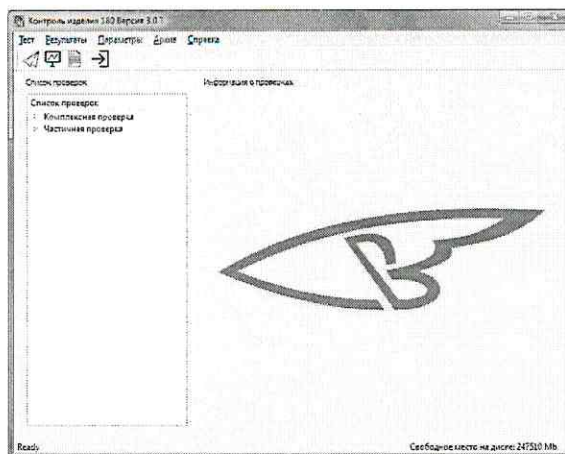 Контроль изделия 180 Версия 3.0.1
Тест Результаты Параметры Архив Справка
Список проверок
Информация о проверках
Список проверок
Комплексная проверка
Частичная проверка
Ready
Свободное место на диске: 247510 Mb